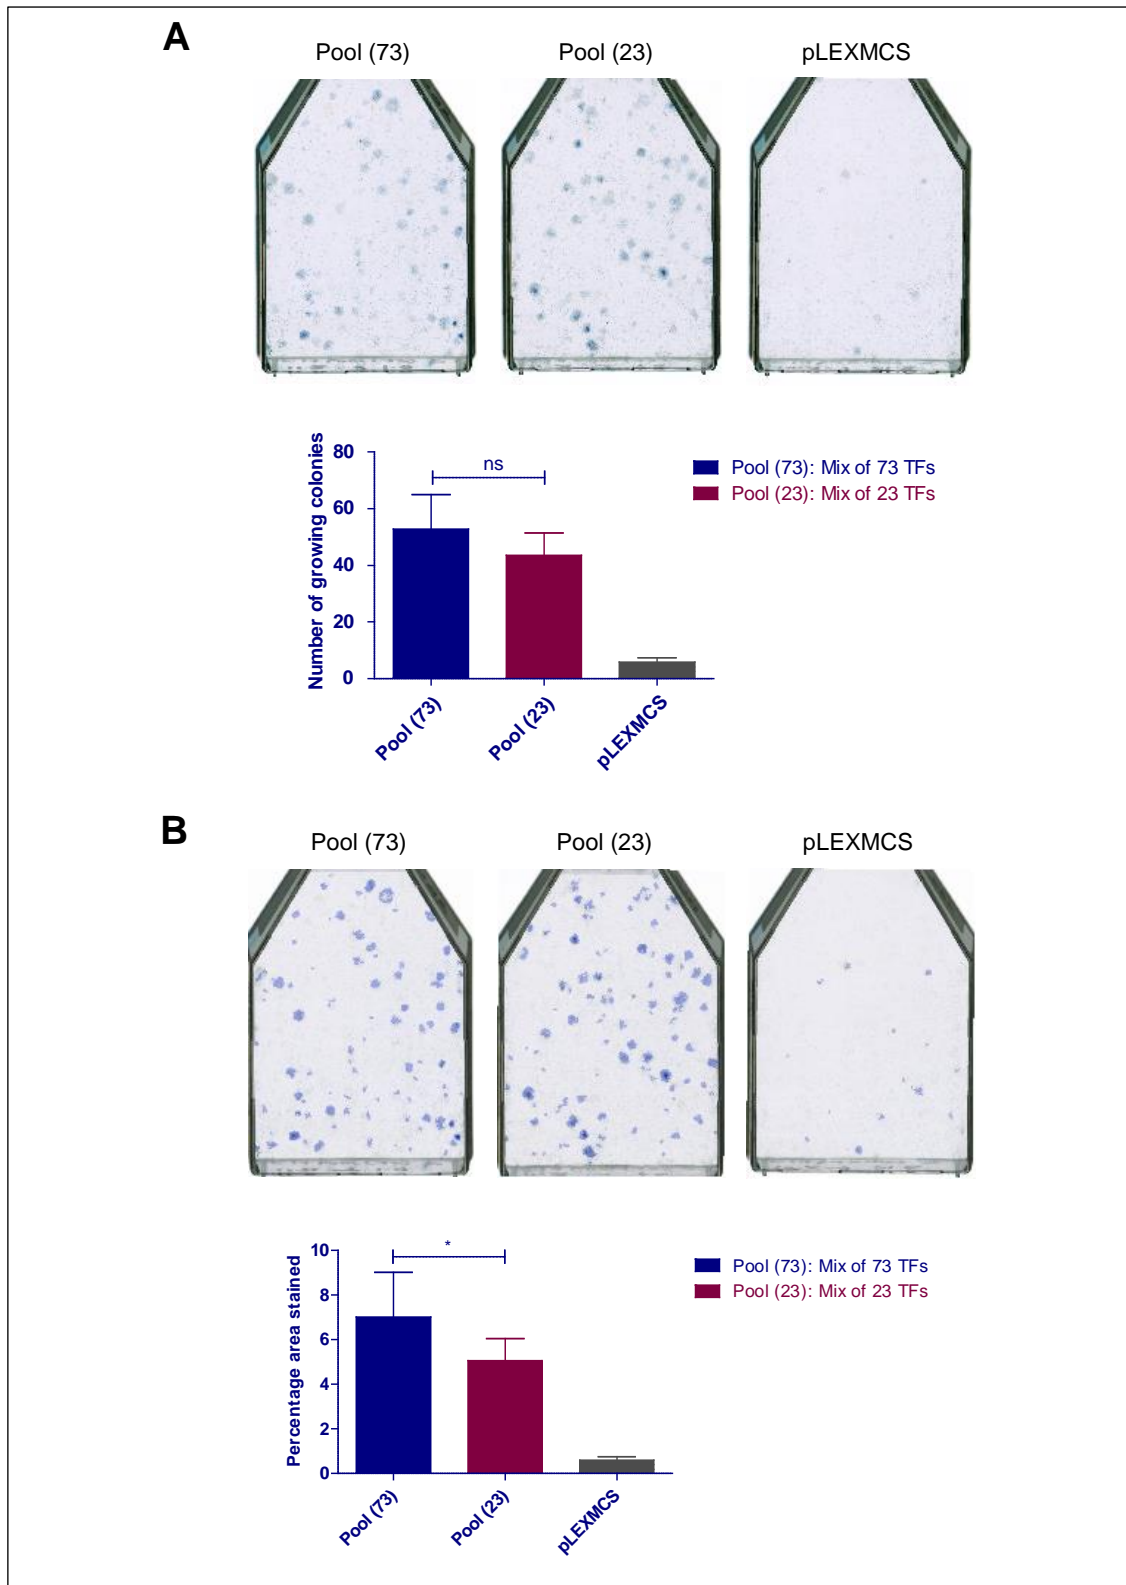 A
Pool (73) Pool (23) pLEXMCS
Number of growing colonies
80
60
40
20
0
ns
Pool (73): Mix of 73 TFs
Pool (23): Mix of 23 TFs
Pool (73) Pool (23) pLEXMCS
B
Pool (73) Pool (23) pLEXMCS
Percentage area stained
10
8
6
4
2
0
*
Pool (73): Mix of 73 TFs
Pool (23): Mix of 23 TFs
Pool (73) Pool (23) pLEXMCS